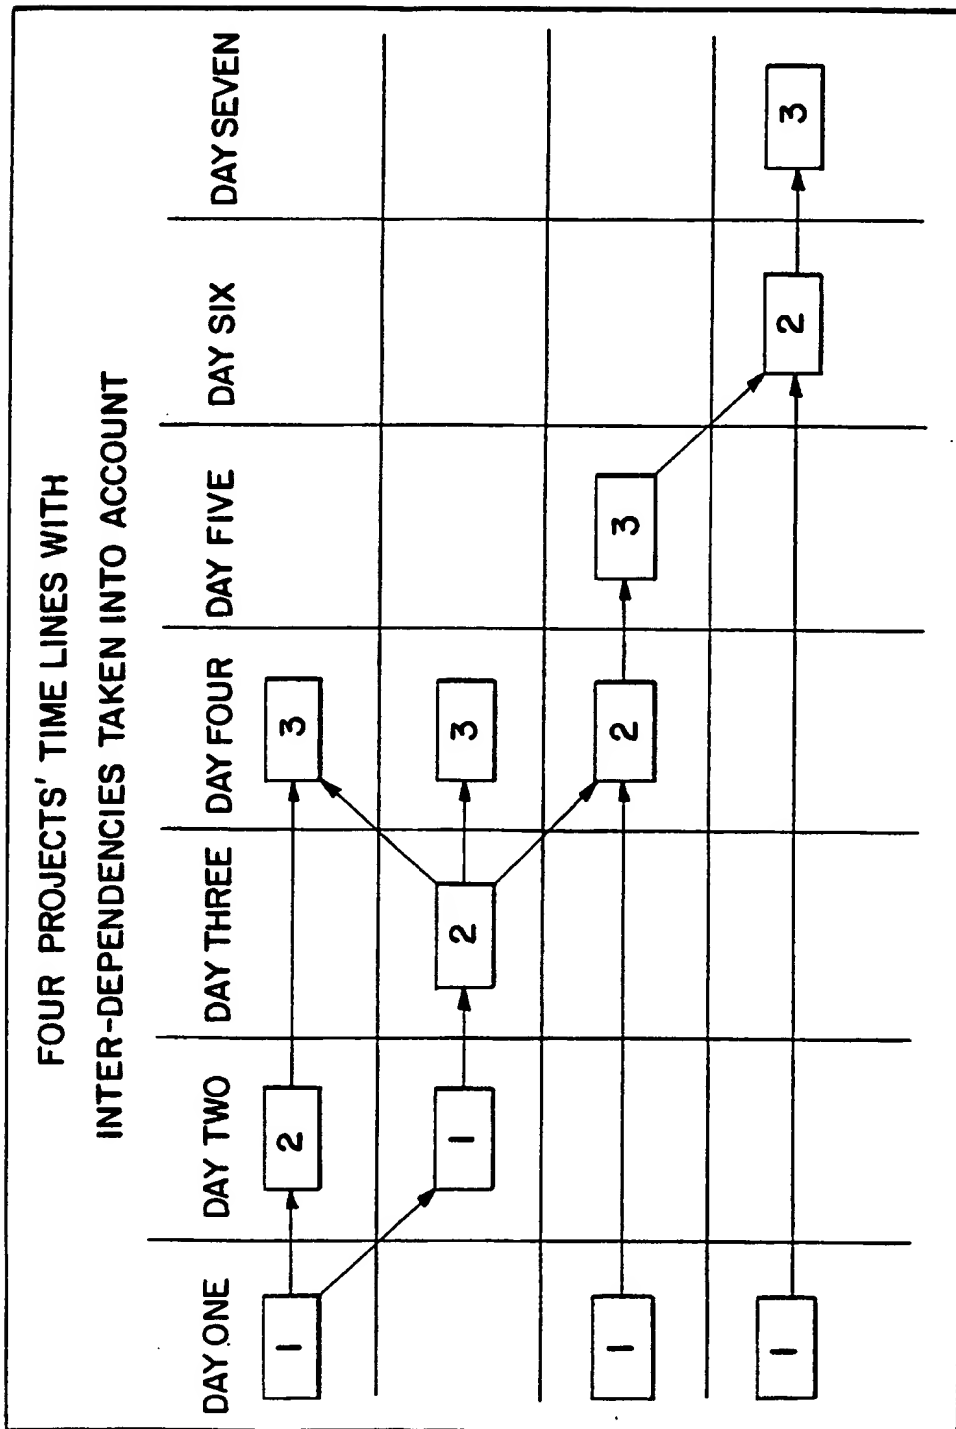 FOUR PROJECTS' TIME LINES WITH
INTER-DEPENDENCIES TAKEN INTO ACCOUNT
DAY ONE DAY TWO DAY THREE DAY FOUR DAY FIVE DAY SIX DAY SEVEN
1 2 3
1 2 3
1 2 3
1 2 3